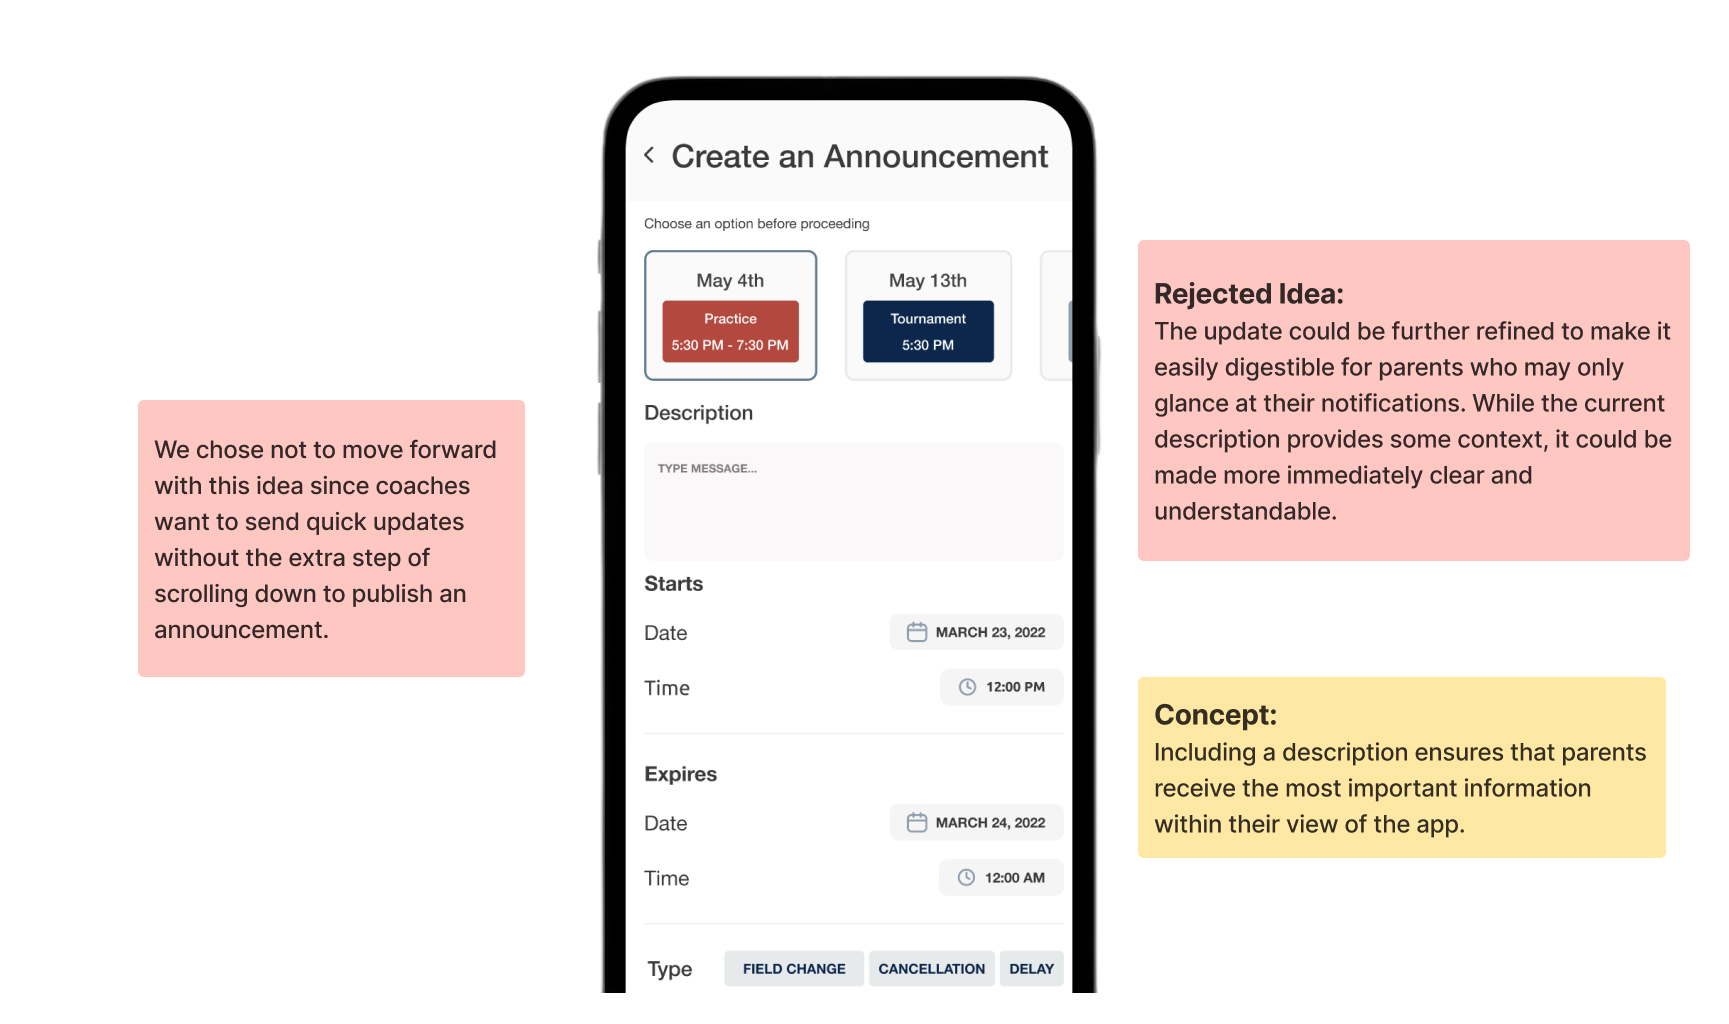 Create an Announcement
Choose an option before proceeding
May 4th
Practice
5:30 PM - 7:30 PM
May 13th
Tournament
5:30 PM
Description
TYPE MESSAGE...
Starts
Date
MARCH 23, 2022
Time
12:00 PM
Expires
Date
MARCH 24, 2022
Time
12:00 AM
Type
FIELD CHANGE
CANCELLATION
DELAY
We chose not to move forward
with this idea since coaches
want to send quick updates
without the extra step of
scrolling down to publish an
announcement.
Rejected Idea:
The update could be further refined to make it
easily digestible for parents who may only
glance at their notifications. While the current
description provides some context, it could be
made more immediately clear and
understandable.
Concept:
Including a description ensures that parents
receive the most important information
within their view of the app.